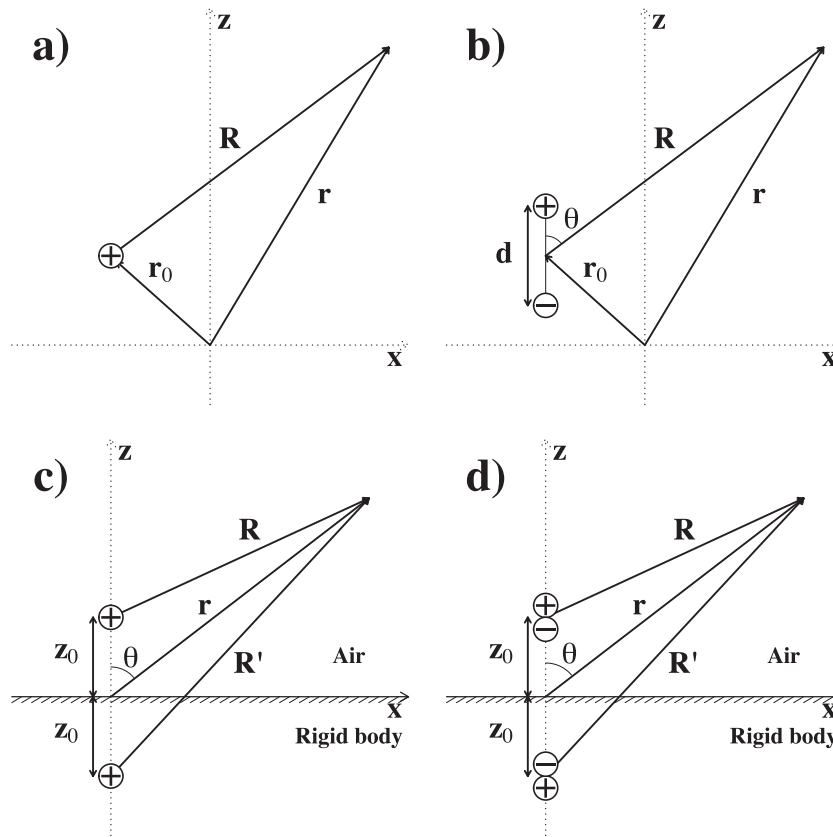 a)
z
R
r
r₀
x
b)
z
R
θ
r
d
r₀
x
c)
z
R
r
z₀
θ
R'
Air
x
z₀
Rigid body
d)
z
R
r
z₀
θ
R'
Air
x
z₀
Rigid body